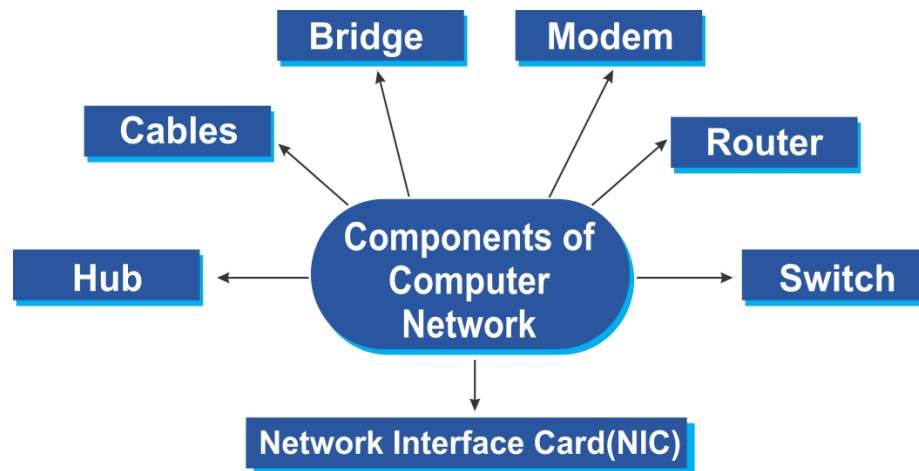 Bridge
Modem
Cables
Router
Components of
Computer
Network
Hub
Switch
Network Interface Card(NIC)